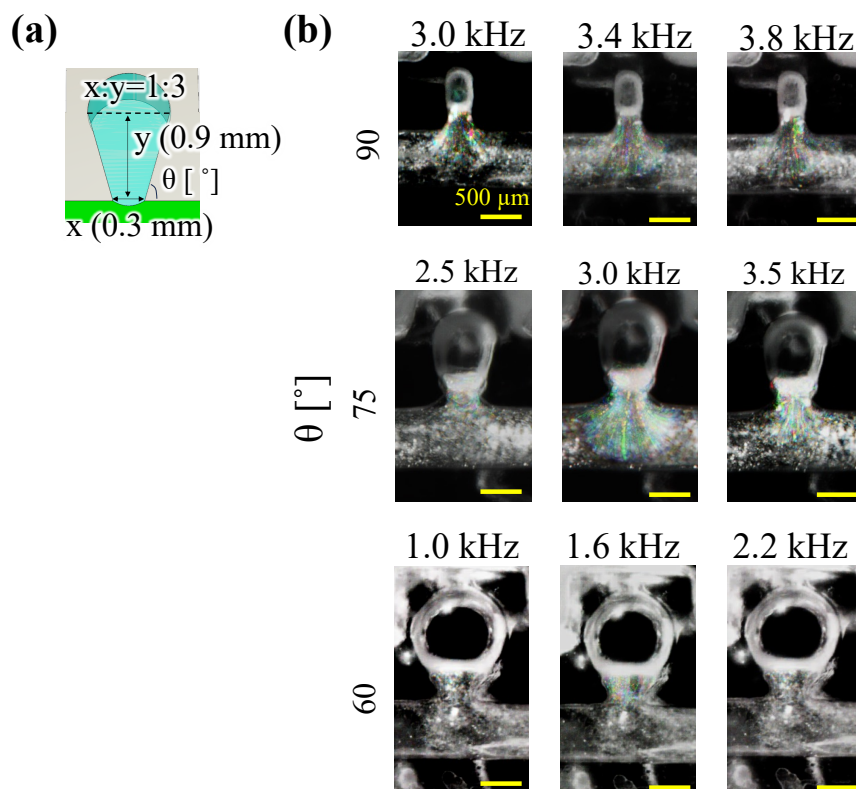 (a)
x:y=1:3
y (0.9 mm)
θ [ ˚]
x (0.3 mm)
(b)
3.0 kHz
3.4 kHz
3.8 kHz
90
500 µm
2.5 kHz
3.0 kHz
3.5 kHz
θ [˚]
75
1.0 kHz
1.6 kHz
2.2 kHz
60